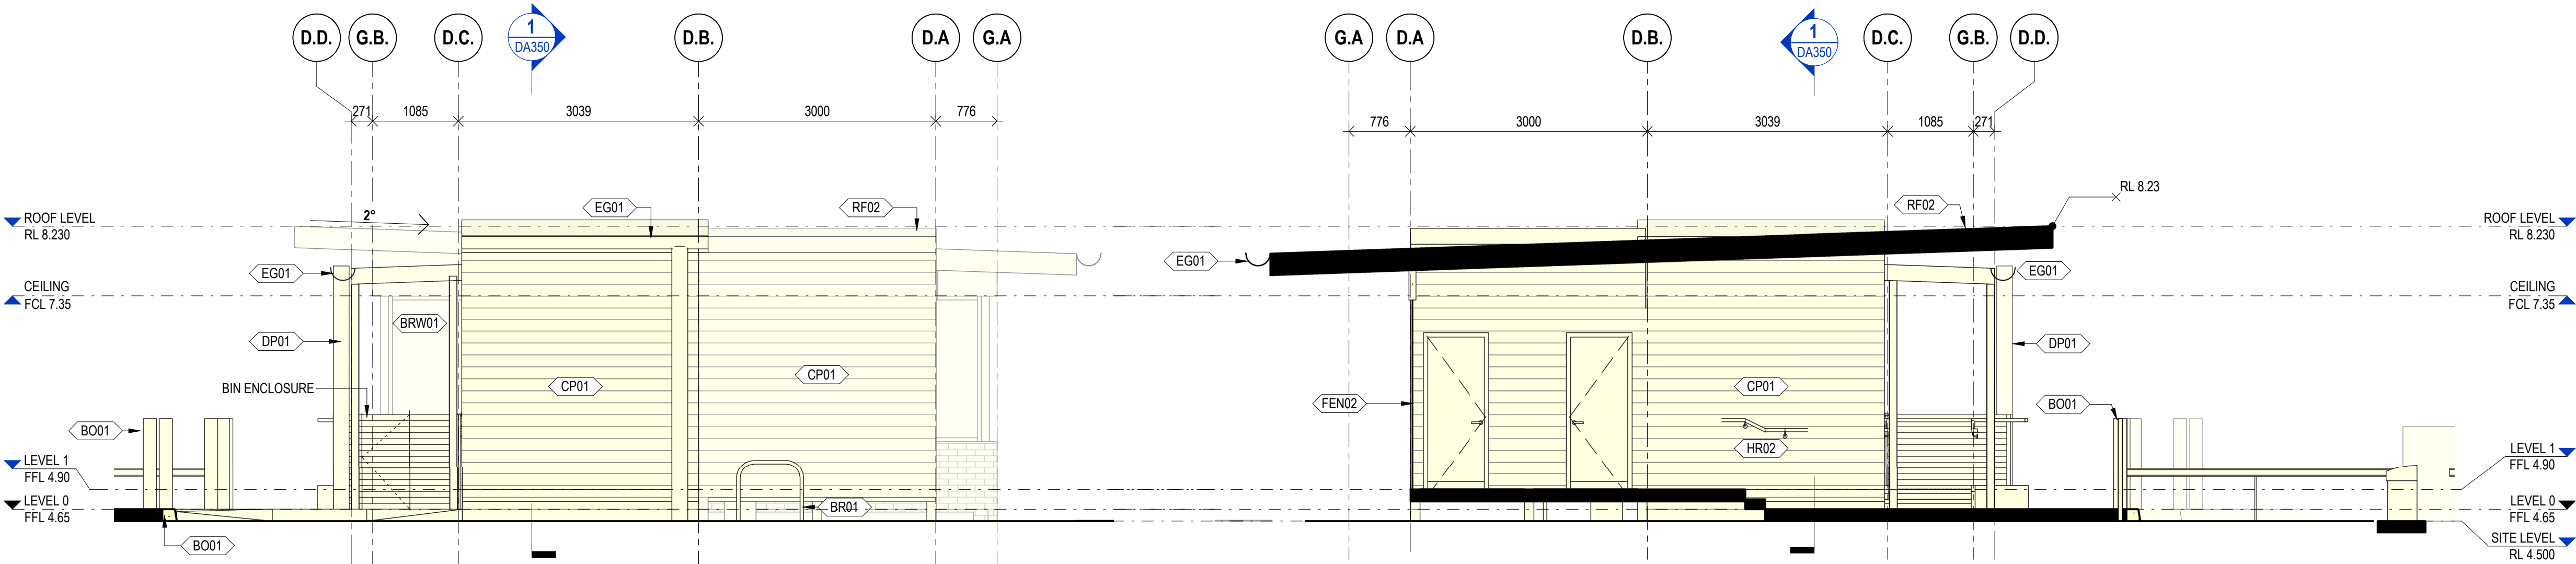 D.D. G.B. D.C. 1 D.B. D.A G.A
DA350
271 1085 3039 3000 776
2°
EG01
RF02
ROOF LEVEL
RL 8.230
EG01
CEILING
FCL 7.35
BRW01
DP01
BIN ENCLOSURE
CP01
CP01
BO01
LEVEL 1
FFL 4.90
LEVEL 0
FFL 4.65
BR01
BO01
G.A D.A D.B. 1 D.C. G.B. D.D.
DA350
776 3000 3039 1085 271
RL 8.23
RF02
ROOF LEVEL
RL 8.230
EG01
EG01
CEILING
FCL 7.35
DP01
CP01
FEN02
BO01
HR02
LEVEL 1
FFL 4.90
LEVEL 0
FFL 4.65
SITE LEVEL
RL 4.500